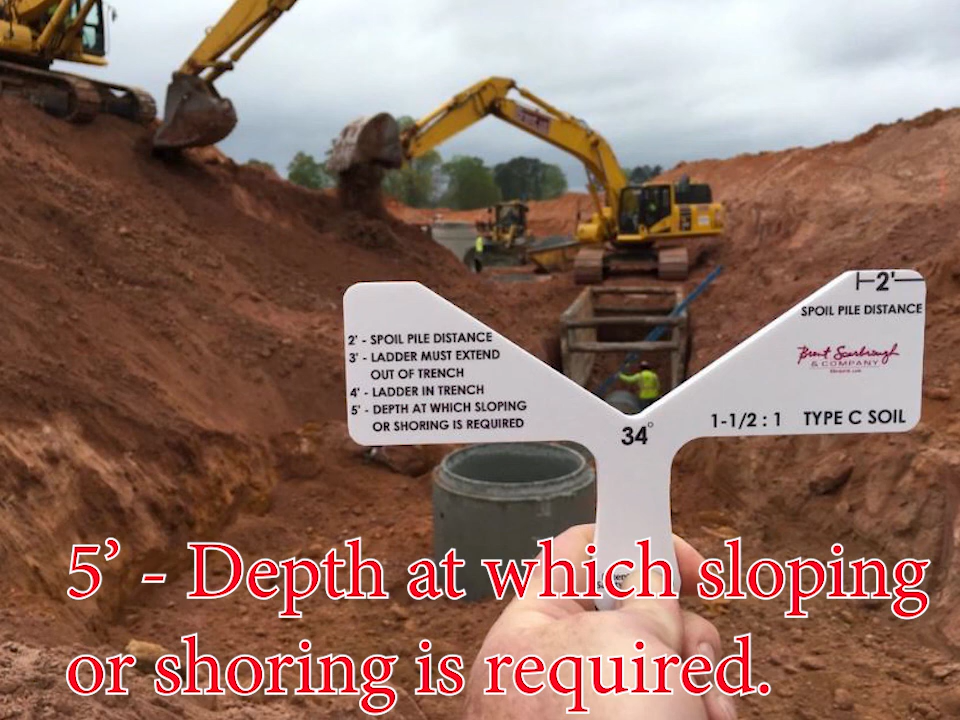 2'
SPOIL PILE DISTANCE
2' - SPOIL PILE DISTANCE
3' - LADDER MUST EXTEND
OUT OF TRENCH
4' - LADDER IN TRENCH
5' - DEPTH AT WHICH SLOPING
OR SHORING IS REQUIRED
Brent Scarbrough
& COMPANY
34°
1-1/2 : 1 TYPE C SOIL
5’ - Depth at which sloping
or shoring is required.